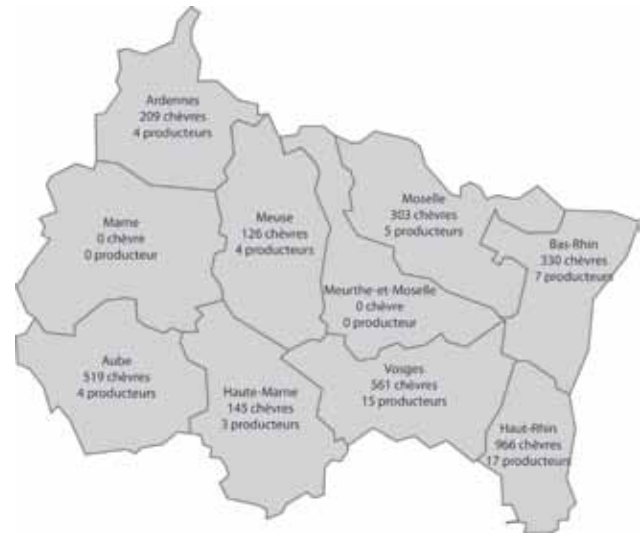 Ardennes
209 chèvres
4 producteurs
Marne
0 chèvre
0 producteur
Meuse
126 chèvres
4 producteurs
Moselle
303 chèvres
5 producteurs
Bas-Rhin
330 chèvres
7 producteurs
Meurthe-et-Moselle
0 chèvre
0 producteur
Aube
519 chèvres
4 producteurs
Haute-Marne
145 chèvres
3 producteurs
Vosges
561 chèvres
15 producteurs
Haut-Rhin
966 chèvres
17 producteurs